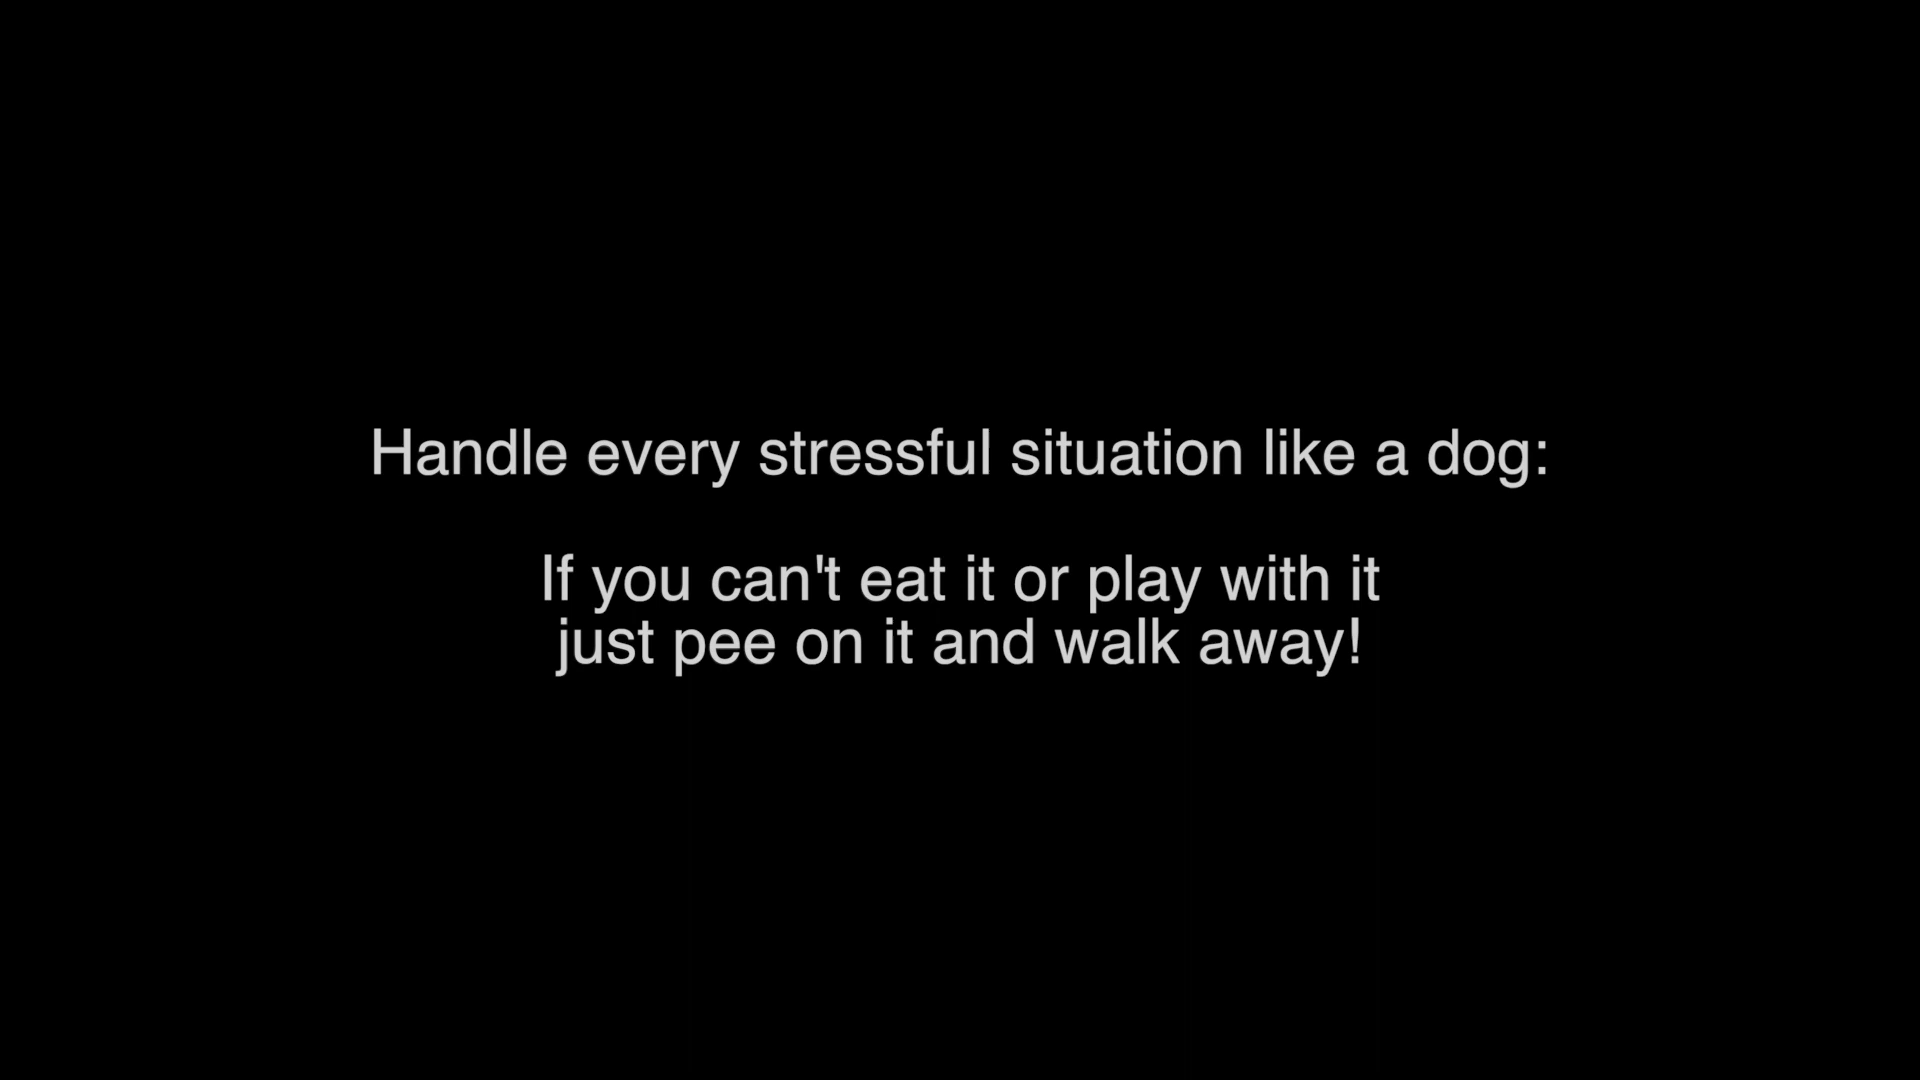 Handle every stressful situation like a dog:
If you can't eat it or play with it
just pee on it and walk away!